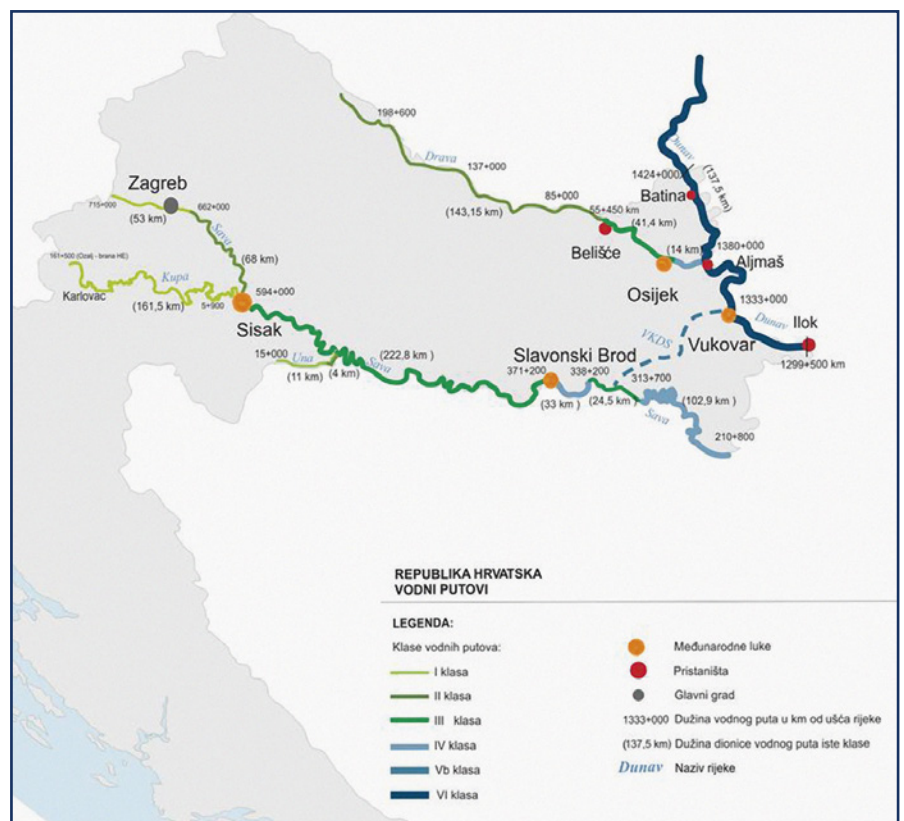 198+600
Drava
137+000
Zagreb
715+000
(53 km)
662+000
Sava
(68 km)
(143,15 km)
85+000
55+450 km
(41,4 km)
Belišće
Dunav
1424+000
(137,5 km)
Batina
(14 km)
1380+000
Aljmaš
Osijek
161+500 (Ozalj - brana HE)
Kupa
Karlovac
(161,5 km)
5+900
594+000
Sisak
1333+000
Dunav
Ilok
Vukovar
1299+500 km
VKDS
15+000
Una
(11 km)
(4 km)
Sava
(222,8 km )
Slavonski Brod
371+200
338+200
313+700
(33 km )
(24,5 km )
(102,9 km )
Sava
210+800
REPUBLIKA HRVATSKA
VODNI PUTOVI
LEGENDA:
Klase vodnih putova:
I klasa
II klasa
III klasa
IV klasa
Vb klasa
VI klasa
Međunarodne luke
Pristaništa
Glavni grad
1333+000 Dužina vodnog puta u km od ušća rijeke
(137,5 km) Dužina dionice vodnog puta iste klase
Dunav Naziv rijeke